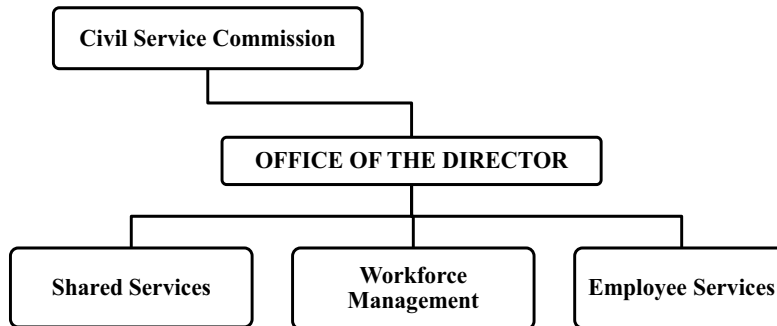 Civil Service Commission
OFFICE OF THE DIRECTOR
Shared Services
Workforce
Management
Employee Services